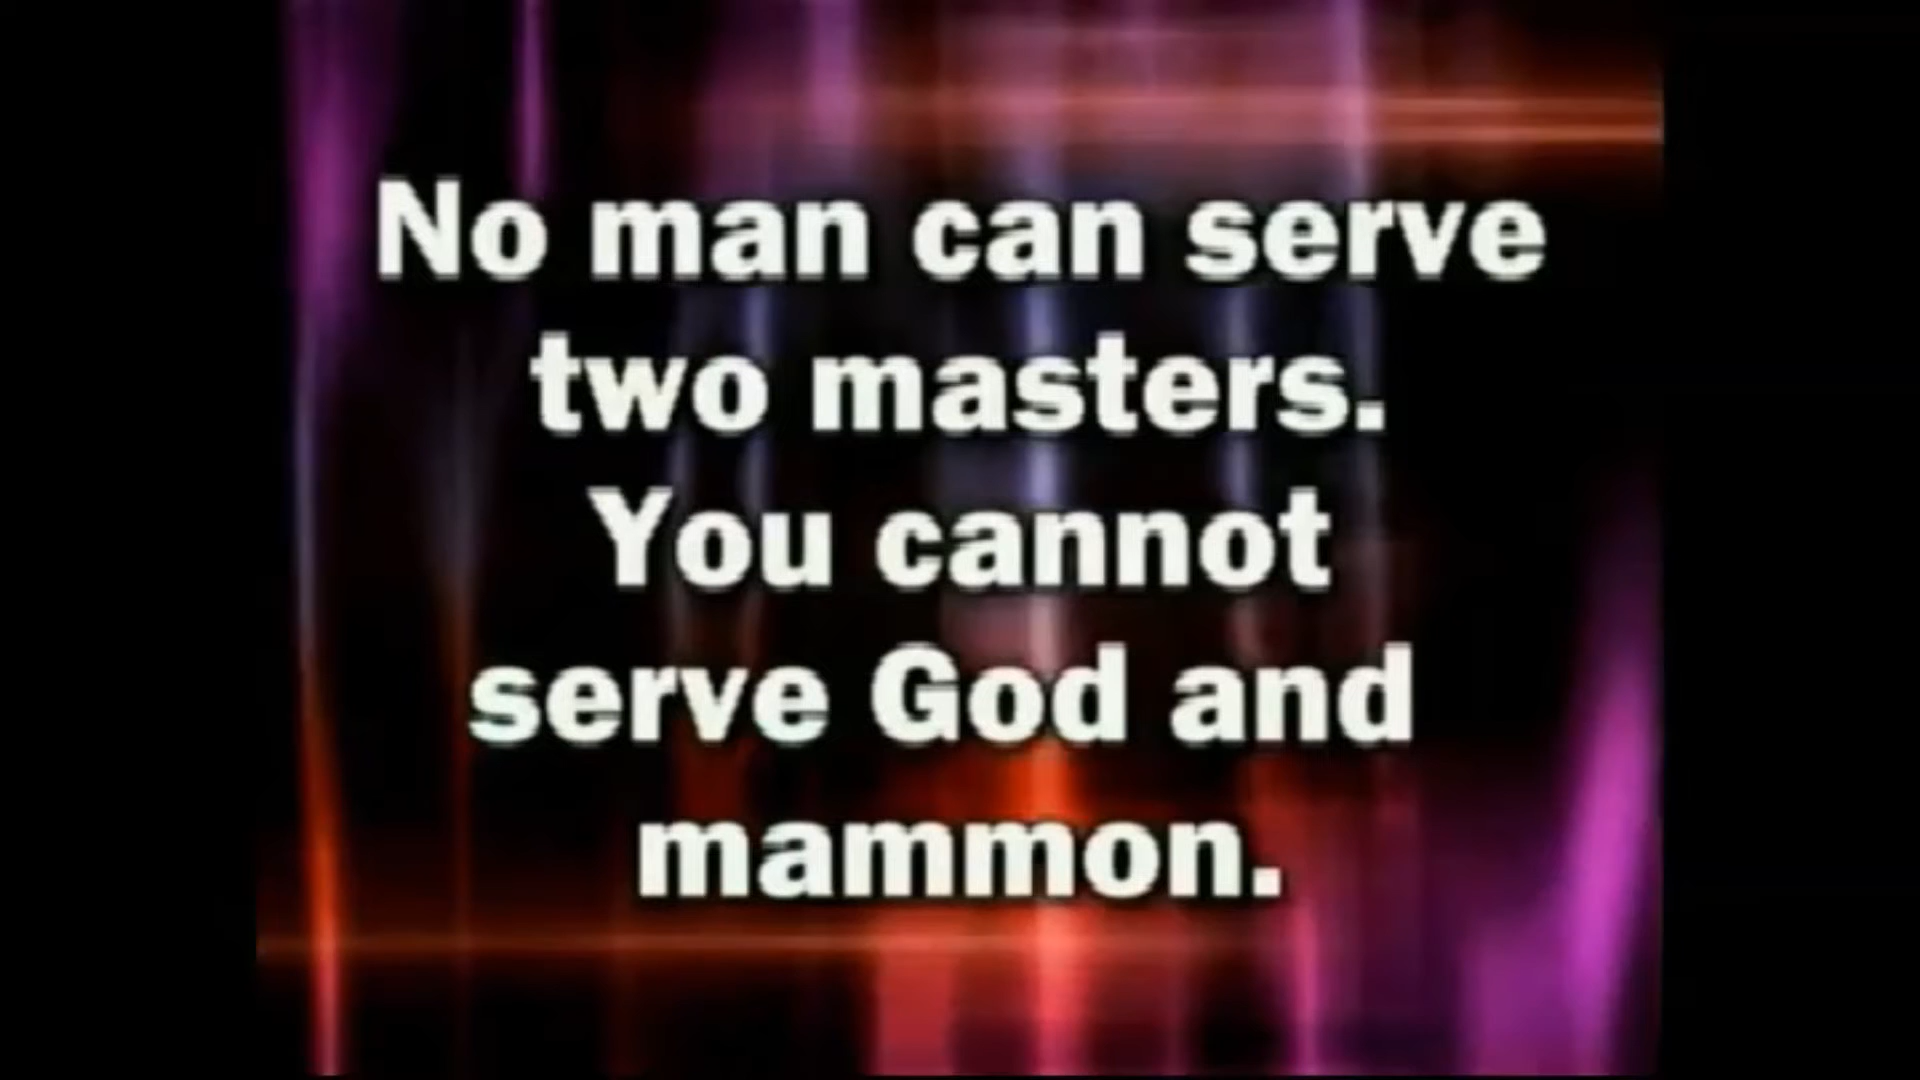 No man can serve
two masters.
You cannot
serve God and
mammon.